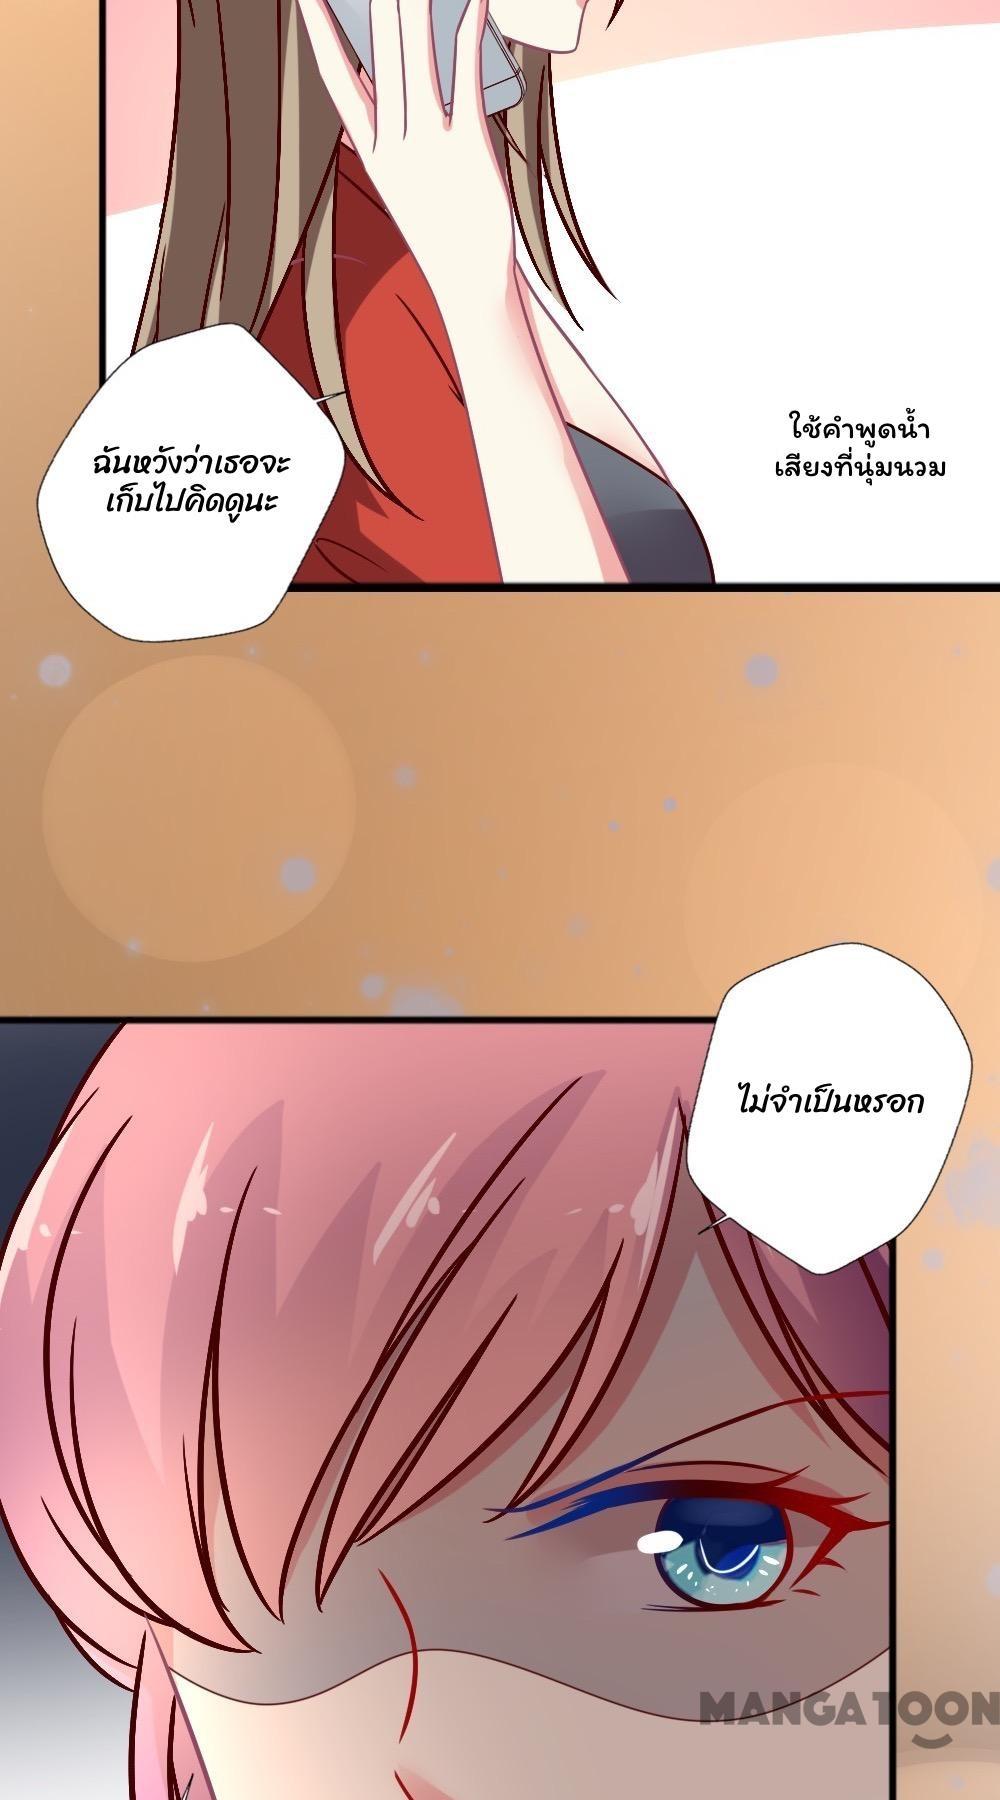 ใช้คำพูดน้ำ
เสียงที่นุ่มนวม
ฉันหวังว่าเธอจะ
เก็บไปคิดดูนะ
ไม่จำเป็นหรอก
MANGATOON